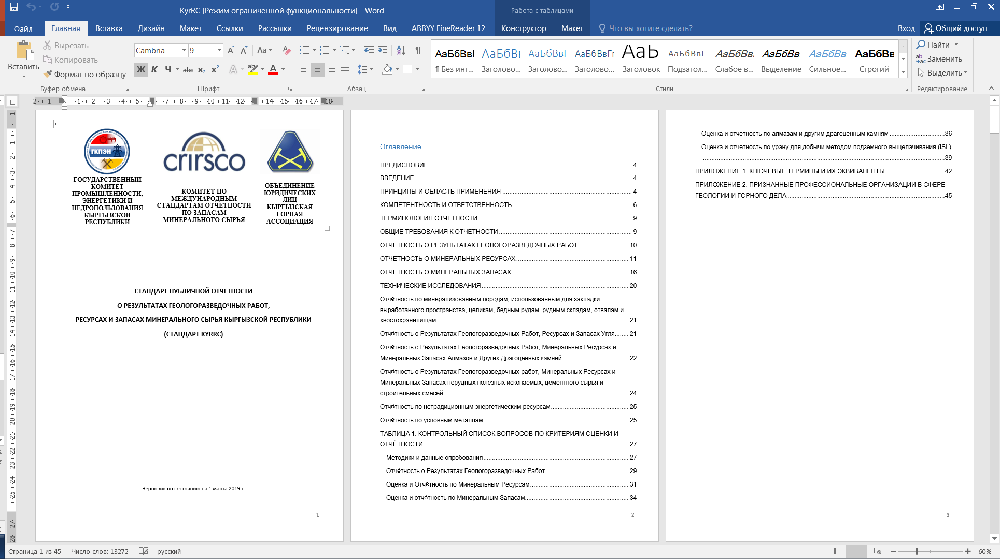 KyrRC [Режим ограниченной функциональности] - Word
Работа с таблицами
Файл Главная Вставка Дизайн Макет Ссылки Рассылки Рецензирование Вид ABBYY FineReader 12 Конструктор Макет Что вы хотите сделать? Вход Общий доступ
Вставить
Вырезать
Копировать
Формат по образцу
Буфер обмена
Cambria 9
Шрифт
Абзац
¶ Без инт... Заголово... Заголово... Заголово... Заголовок Подзагол... Слабое в... Выделение Сильное... Строгий
Стили
Найти
Заменить
Выделить
Редактирование
ГКПЭН
ГОСУДАРСТВЕННЫЙ
КОМИТЕТ
ПРОМЫШЛЕННОСТИ,
ЭНЕРГЕТИКИ И
НЕДРОПОЛЬЗОВАНИЯ
КЫРГЫЗСКОЙ
РЕСПУБЛИКИ
crirsco
КОМИТЕТ ПО
МЕЖДУНАРОДНЫМ
СТАНДАРТАМ ОТЧЕТНОСТИ
ПО ЗАПАСАМ
МИНЕРАЛЬНОГО СЫРЬЯ
ОБЪЕДИНЕНИЕ
ЮРИДИЧЕСКИХ
ЛИЦ
КЫРГЫЗСКАЯ
ГОРНАЯ
АССОЦИАЦИЯ
СТАНДАРТ ПУБЛИЧНОЙ ОТЧЕТНОСТИ
О РЕЗУЛЬТАТАХ ГЕОЛОГОРАЗВЕДОЧНЫХ РАБОТ,
РЕСУРСАХ И ЗАПАСАХ МИНЕРАЛЬНОГО СЫРЬЯ КЫРГЫЗСКОЙ РЕСПУБЛИКИ
(СТАНДАРТ KYRRC)
Черновик по состоянию на 1 марта 2019 г.
1
Оглавление
ПРЕДИСЛОВИЕ 4
ВВЕДЕНИЕ 4
ПРИНЦИПЫ И ОБЛАСТЬ ПРИМЕНЕНИЯ 4
КОМПЕТЕНТНОСТЬ И ОТВЕТСТВЕННОСТЬ 6
ТЕРМИНОЛОГИЯ ОТЧЕТНОСТИ 9
ОБЩИЕ ТРЕБОВАНИЯ К ОТЧЕТНОСТИ 9
ОТЧЕТНОСТЬ О РЕЗУЛЬТАТАХ ГЕОЛОГОРАЗВЕДОЧНЫХ РАБОТ 10
ОТЧЕТНОСТЬ О МИНЕРАЛЬНЫХ РЕСУРСАХ 11
ОТЧЕТНОСТЬ О МИНЕРАЛЬНЫХ ЗАПАСАХ 16
ТЕХНИЧЕСКИЕ ИССЛЕДОВАНИЯ 20
Отчётность по минерализованным породам, использованным для закладки
выработанного пространства, целикам, бедным рудам, рудным складам, отвалам и
хвостохранилищам 21
Отчётность о Результатах Геологоразведочных Работ, Ресурсах и Запасах Угля 21
Отчётность о Результатах Геологоразведочных Работ, Минеральных Ресурсах и
Минеральных Запасах Алмазов и Других Драгоценных камней 22
Отчётность о Результатах Геологоразведочных работ, Минеральных Ресурсах и
Минеральных Запасах нерудных полезных ископаемых, цементного сырья и
строительных смесей 24
Отчётность по нетрадиционным энергетическим ресурсам 25
Отчётность по условным металлам 25
ТАБЛИЦА 1. КОНТРОЛЬНЫЙ СПИСОК ВОПРОСОВ ПО КРИТЕРИЯМ ОЦЕНКИ И
ОТЧЁТНОСТИ 27
Методики и данные опробования 27
Отчётность о Результатах Геологоразведочных Работ. 29
Оценка и Отчётность по Минеральным Ресурсам 31
Оценка и отчётность по Минеральным Запасам 34
2
Оценка и отчетность по алмазам и другим драгоценным камням 36
Оценка и отчетность по урану для добычи методом подземного выщелачивания (ISL)
39
ПРИЛОЖЕНИЕ 1. КЛЮЧЕВЫЕ ТЕРМИНЫ И ИХ ЭКВИВАЛЕНТЫ 42
ПРИЛОЖЕНИЕ 2. ПРИЗНАННЫЕ ПРОФЕССИОНАЛЬНЫЕ ОРГАНИЗАЦИИ В СФЕРЕ
ГЕОЛОГИИ И ГОРНОГО ДЕЛА 45
3
Страница 1 из 45 Число слов: 13272 русский 60%